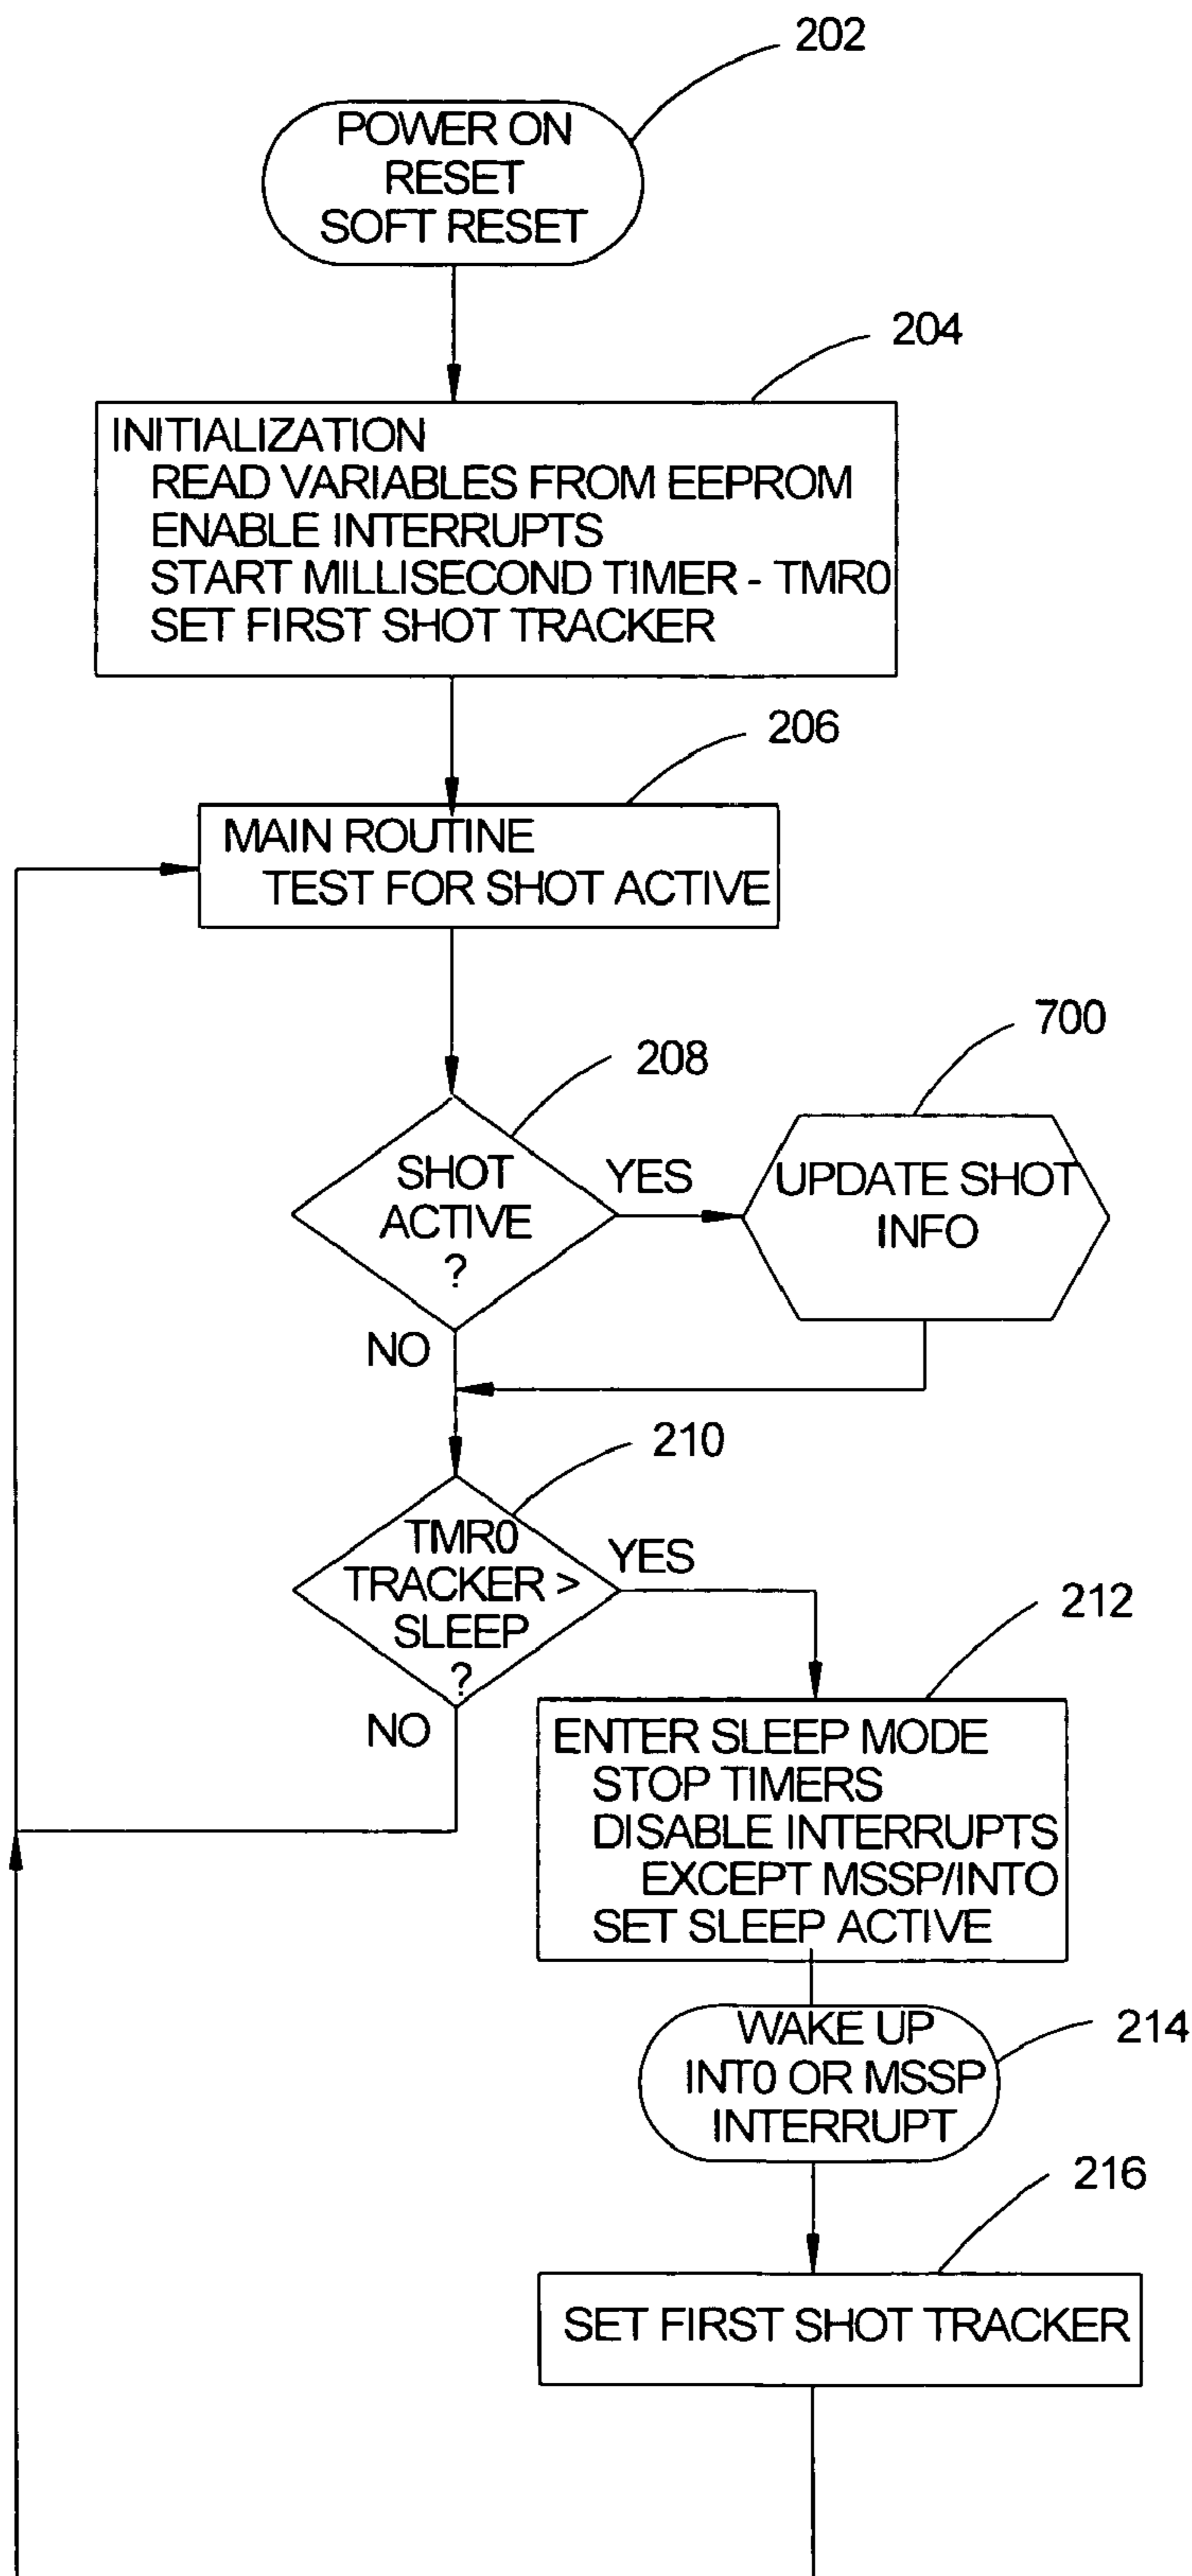 202
POWER ON
RESET
SOFT RESET
204
INITIALIZATION
READ VARIABLES FROM EEPROM
ENABLE INTERRUPTS
START MILLISECOND TIMER - TMR0
SET FIRST SHOT TRACKER
206
MAIN ROUTINE
TEST FOR SHOT ACTIVE
700
208
SHOT
ACTIVE
?
YES
UPDATE SHOT
INFO
NO
210
TMR0
TRACKER >
SLEEP
?
YES
212
NO
ENTER SLEEP MODE
STOP TIMERS
DISABLE INTERRUPTS
EXCEPT MSSP/INTO
SET SLEEP ACTIVE
214
WAKE UP
INT0 OR MSSP
INTERRUPT
216
SET FIRST SHOT TRACKER